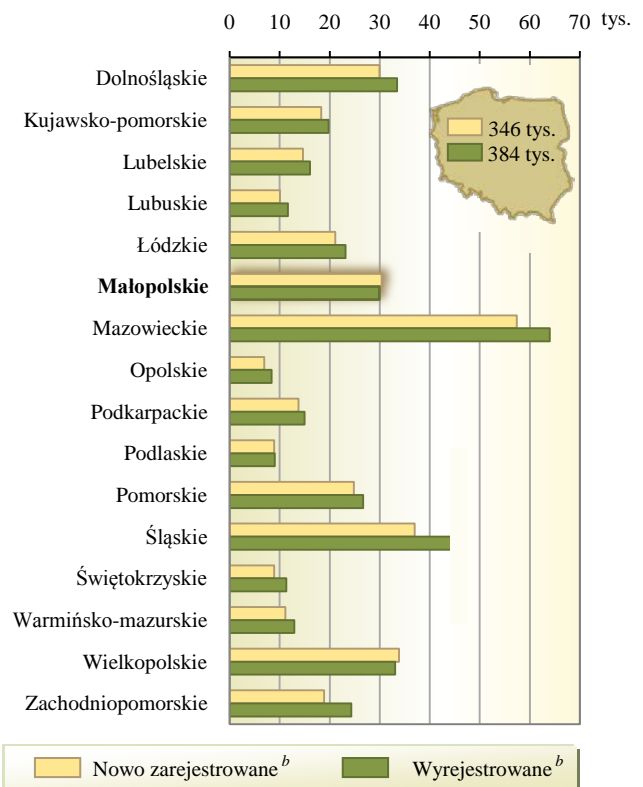 0 10 20 30 40 50 60 70 tys.
Dolnośląskie
Kujawsko-pomorskie
346 tys.
384 tys.
Lubelskie
Lubuskie
Łódzkie
Małopolskie
Mazowieckie
Opolskie
Podkarpackie
Podlaskie
Pomorskie
Śląskie
Świętokrzyskie
Warmińsko-mazurskie
Wielkopolskie
Zachodniopomorskie
Nowo zarejestrowane b Wyrejestrowane b